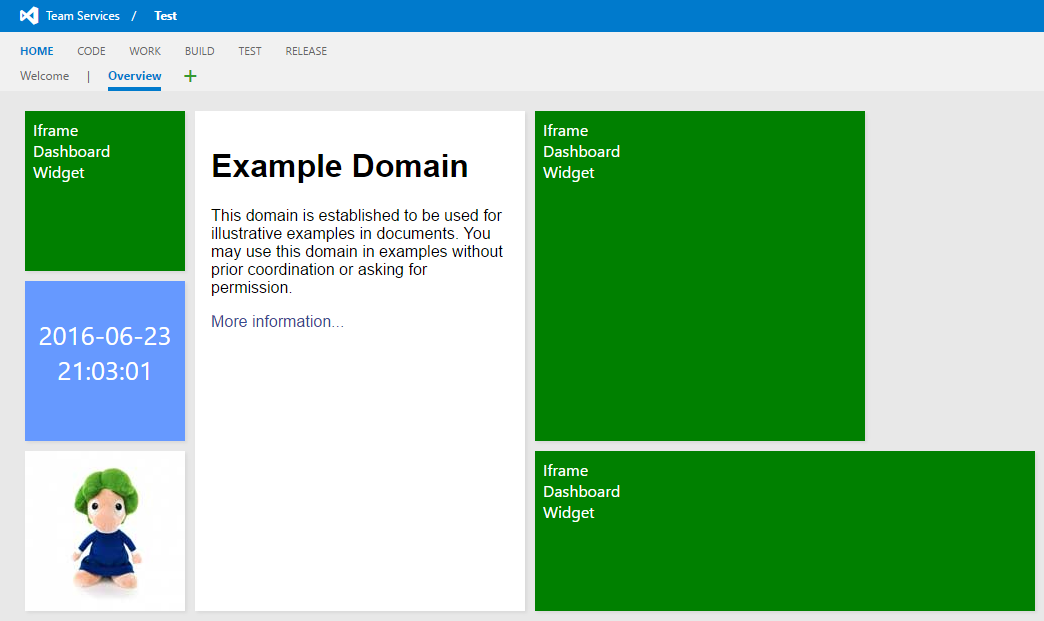 Team Services / Test
HOME CODE WORK BUILD TEST RELEASE
Welcome | Overview +
Iframe
Dashboard
Widget
2016-06-23
21:03:01
Example Domain
This domain is established to be used for
illustrative examples in documents. You
may use this domain in examples without
prior coordination or asking for
permission.
More information...
Iframe
Dashboard
Widget
Iframe
Dashboard
Widget